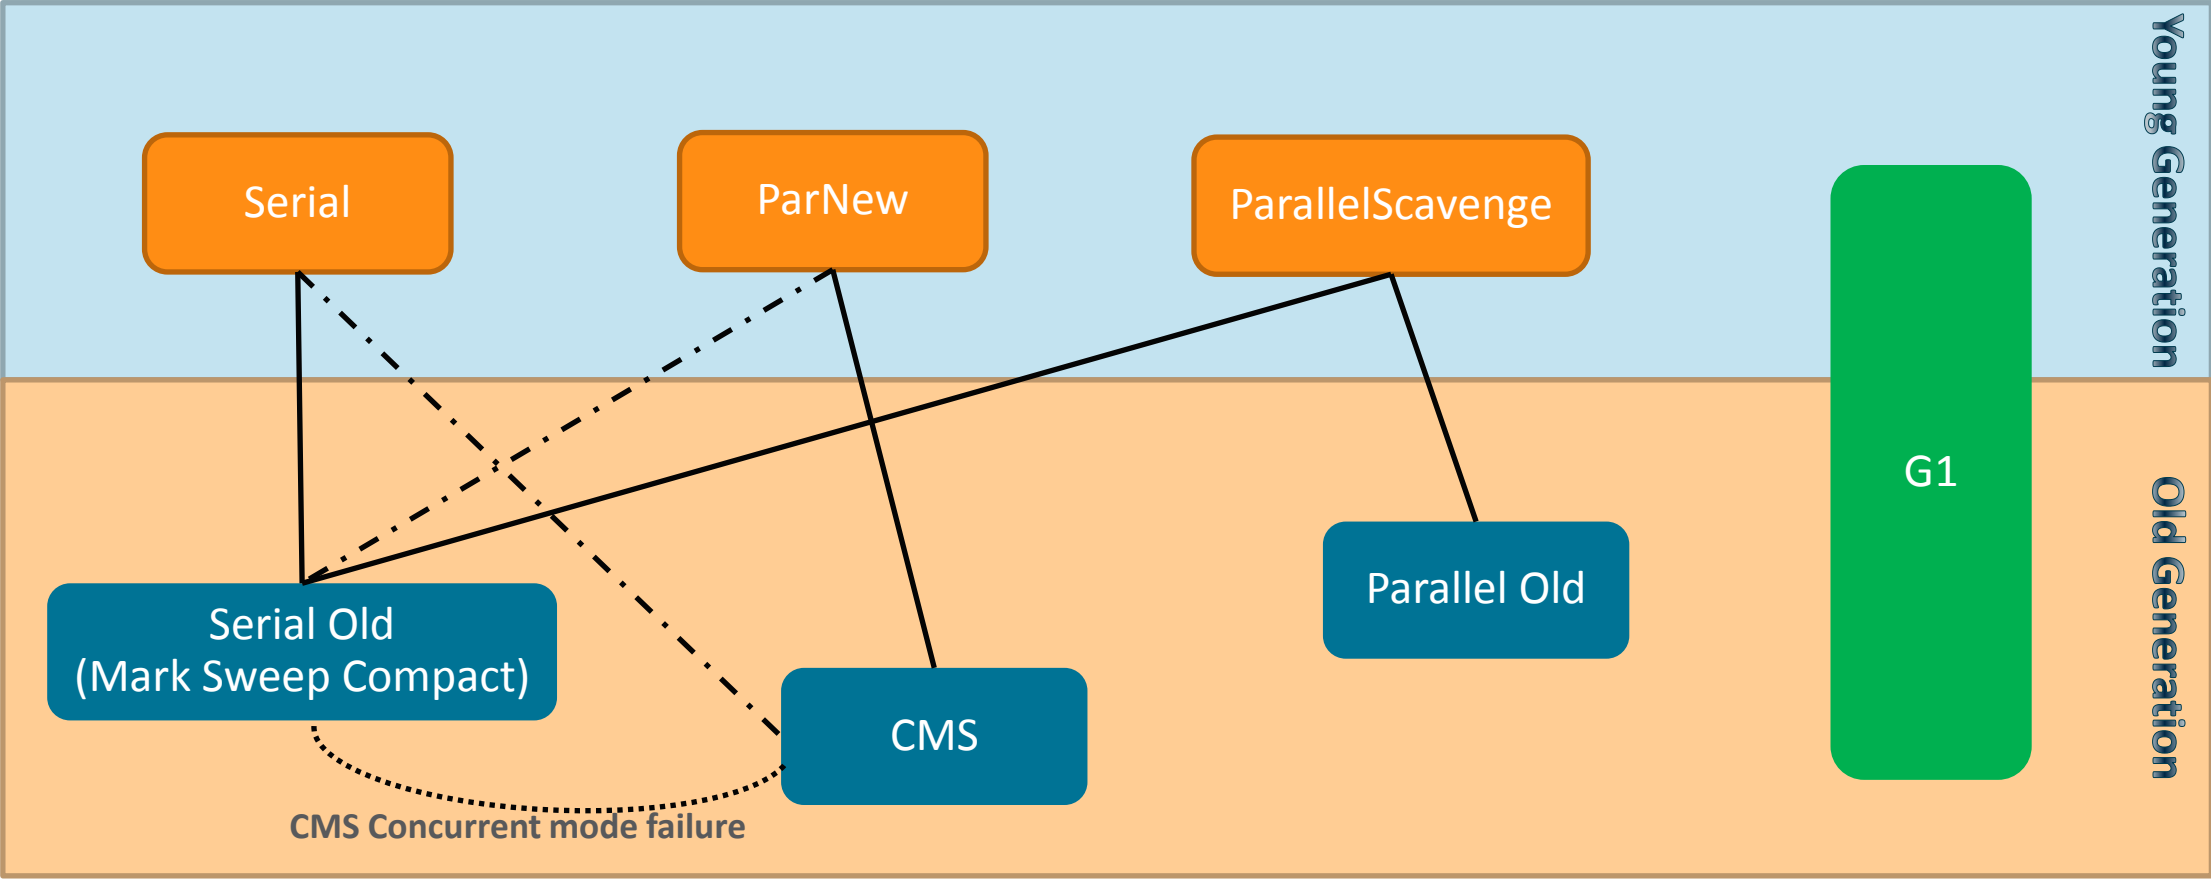 Young Generation
Serial
ParNew
ParallelScavenge
G1
Old Generation
Serial Old
(Mark Sweep Compact)
Parallel Old
CMS
CMS Concurrent mode failure